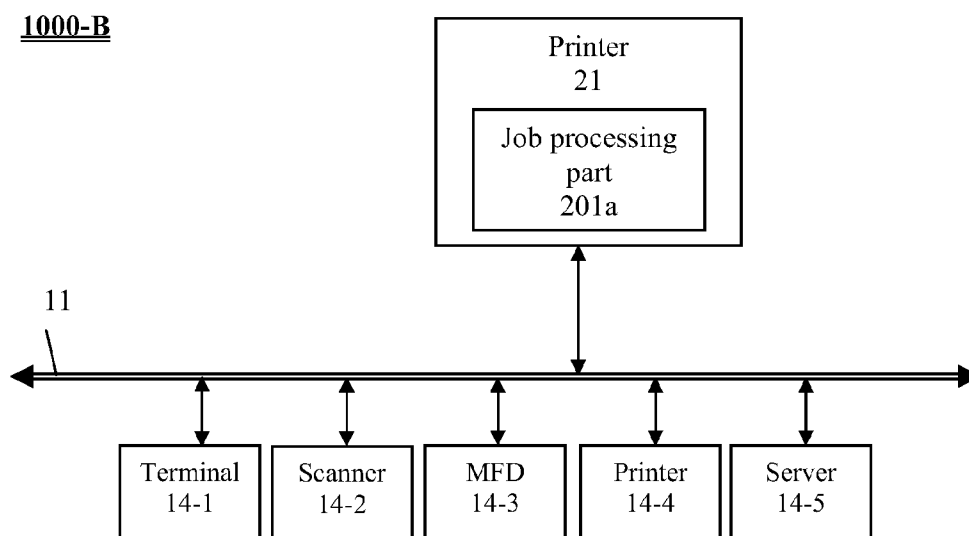 1000-B
Printer
21
Job processing
part
201a
11
Terminal
14-1
Scanner
14-2
MFD
14-3
Printer
14-4
Server
14-5